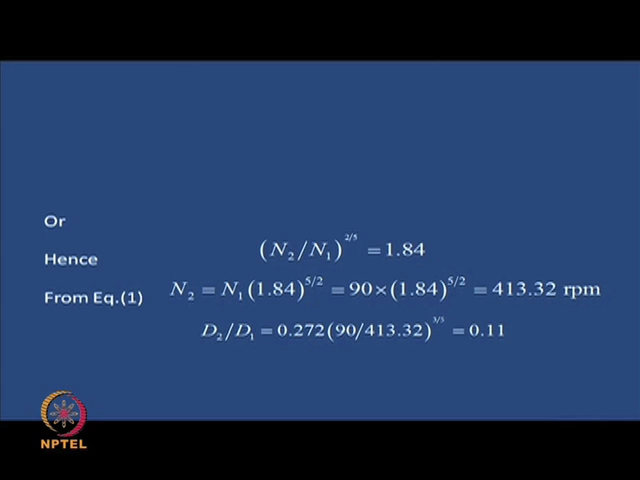 Or
(N₂/N₁)^2/5 = 1.84
Hence
N₂ = N₁(1.84)^5/2 = 90×(1.84)^5/2 = 413.32 rpm
From Eq.(1)
D₂/D₁ = 0.272(90/413.32)^3/5 = 0.11
NPTEL